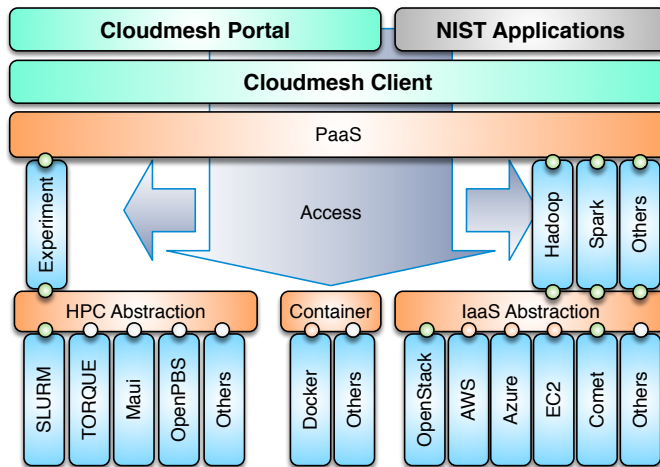 Cloudmesh Portal
NIST Applications
Cloudmesh Client
PaaS
Experiment
Access
Hadoop
Spark
Others
HPC Abstraction
Container
IaaS Abstraction
SLURM
TORQUE
Maui
OpenPBS
Others
Docker
Others
OpenStack
AWS
Azure
EC2
Comet
Others